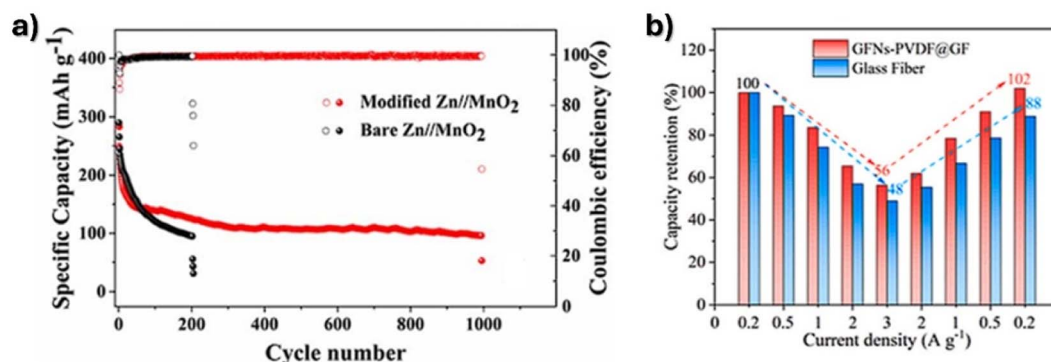 a)
Specific Capacity (mAh g-1)
400
300
200
100
0
0 200 400 600 800 1000
Cycle number
100
80
60
40
20
0
Coulombic efficiency (%)
Modified Zn//MnO2
Bare Zn//MnO2
b)
Capacity retention (%)
120
100
80
60
40
20
0
GFNs-PVDF@GF
Glass Fiber
100
102
88
56
48
0 0.2 0.5 1 2 3 2 1 0.5 0.2
Current density (A g-1)